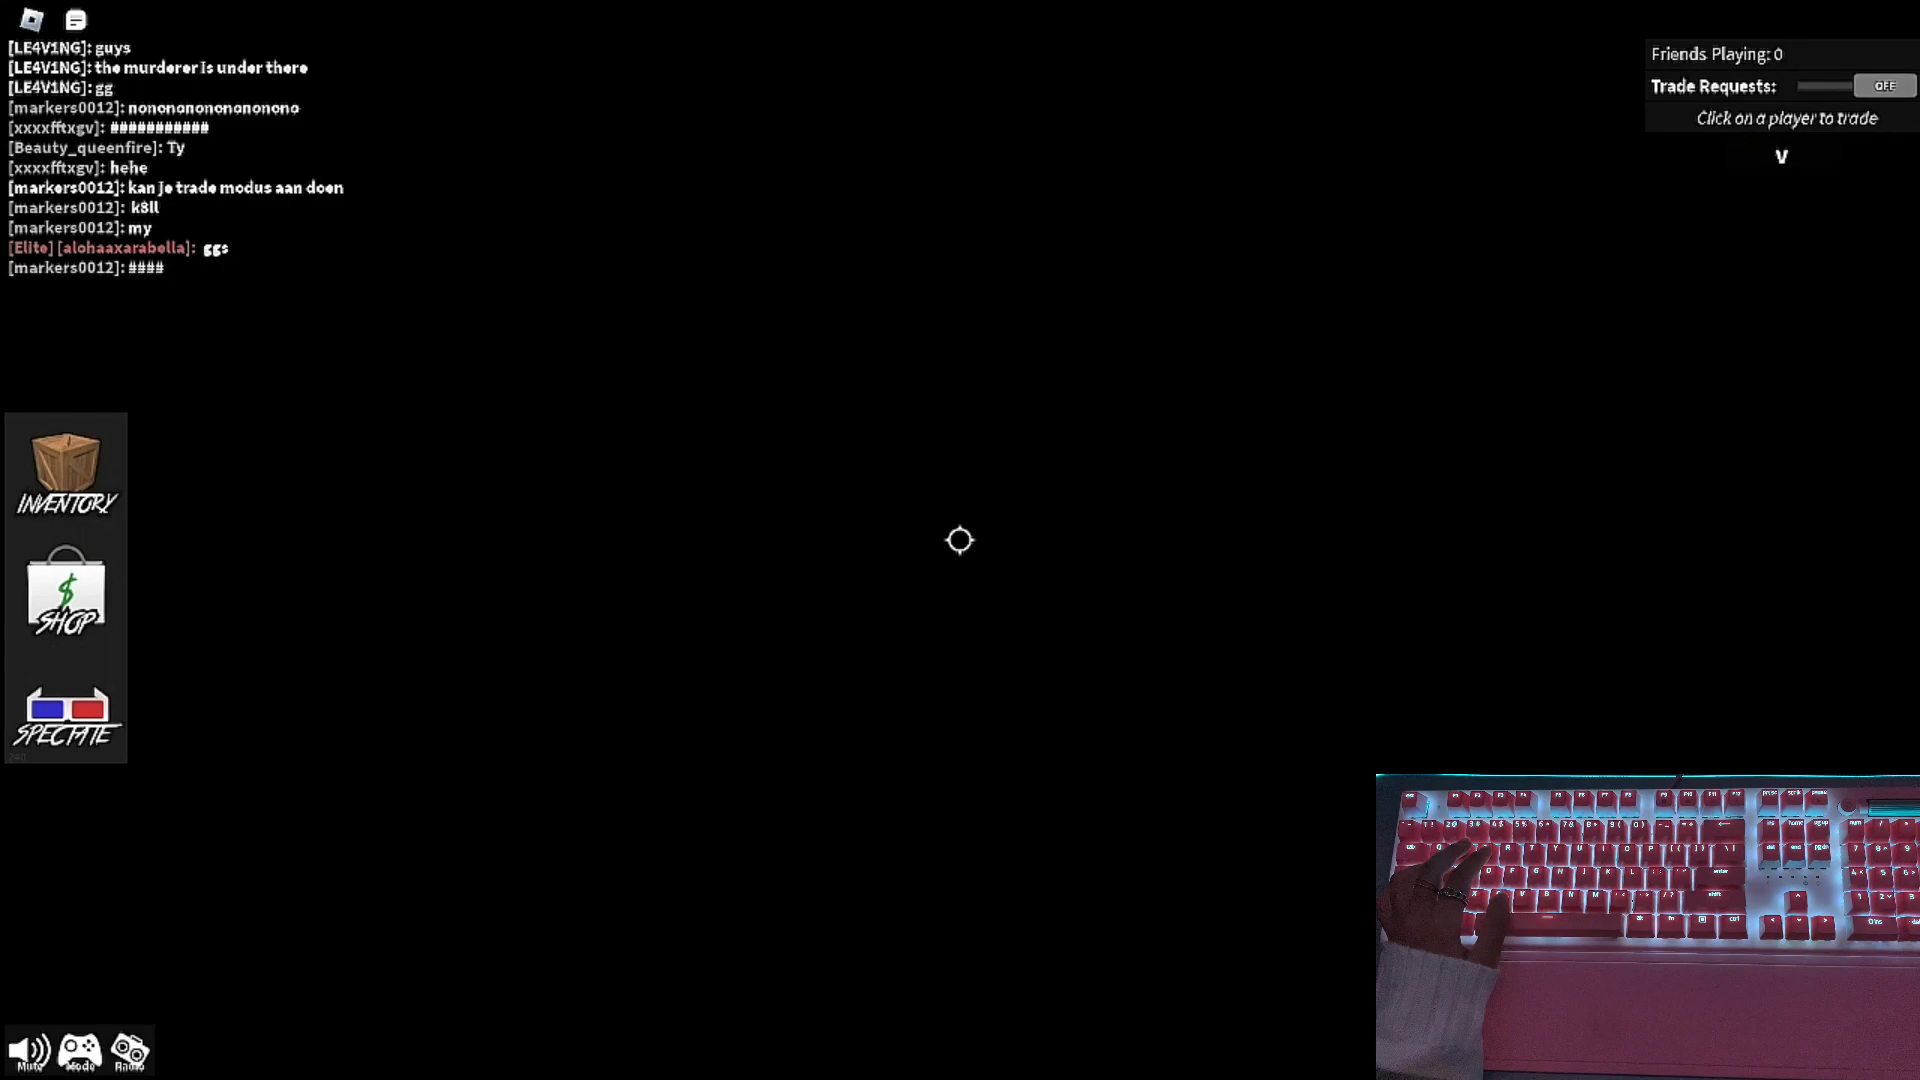 [LE4V1NG]: guys
[LE4V1NG]: the murderer is under there
[LE4V1NG]: gg
[markers0012]: nonononononononono
[xxxxfftxgv]: ###########
[Beauty_queenfire]: Ty
[xxxxfftxgv]: hehe
[markers0012]: kan je trade modus aan doen
[markers0012]: k8ll
[markers0012]: my
[Elite] [alohaaxarabella]: ggs
[markers0012]: ####
Friends Playing: 0
Trade Requests: OFF
Click on a player to trade
V
INVENTORY
$
SHOP
SPECTATE
240
Mute Mode Radio